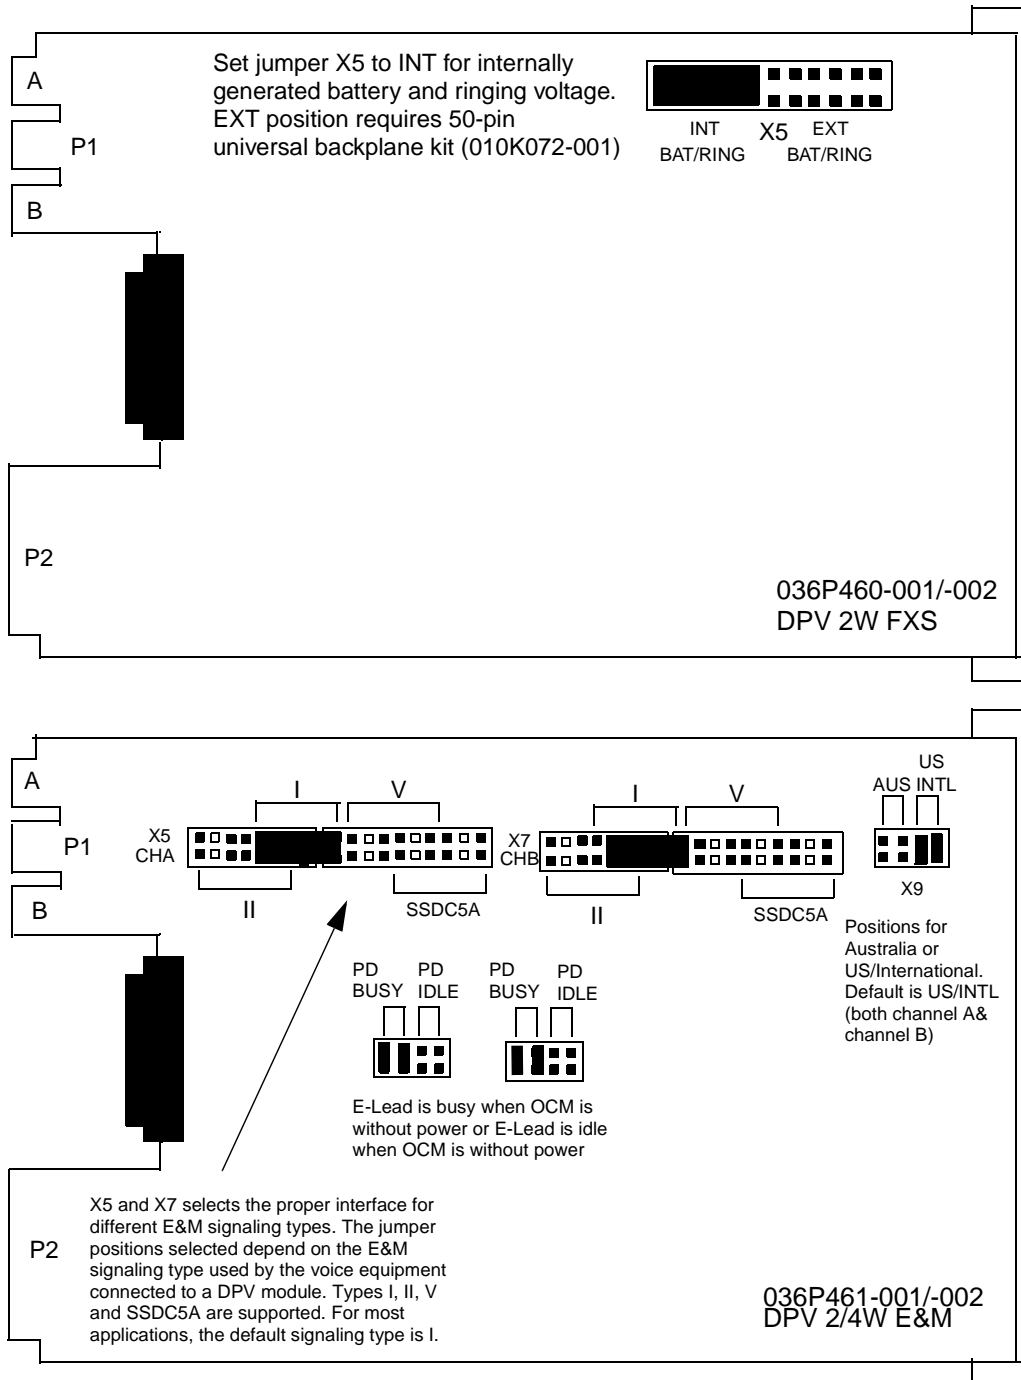 Set jumper X5 to INT for internally
generated battery and ringing voltage.
EXT position requires 50-pin
universal backplane kit (010K072-001)
INT X5 EXT
BAT/RING BAT/RING
A
P1
B
P2
036P460-001/-002
DPV 2W FXS
A
P1
B
P2
I V
X5
CHA
II SSDC5A
I V
X7
CHB
II SSDC5A
US
AUS INTL
X9
Positions for
Australia or
US/International.
Default is US/INTL
(both channel A&
channel B)
PD PD
BUSY IDLE
PD PD
BUSY IDLE
E-Lead is busy when OCM is
without power or E-Lead is idle
when OCM is without power
X5 and X7 selects the proper interface for
different E&M signaling types. The jumper
positions selected depend on the E&M
signaling type used by the voice equipment
connected to a DPV module. Types I, II, V
and SSDC5A are supported. For most
applications, the default signaling type is I.
036P461-001/-002
DPV 2/4W E&M